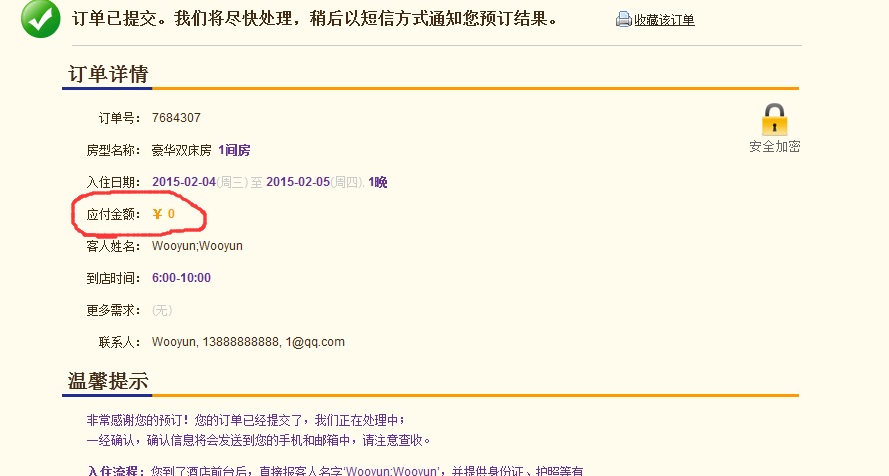 订单已提交。我们将尽快处理，稍后以短信方式通知您预订结果。 收藏该订单
订单详情
订单号： 7684307
安全加密
房型名称： 豪华双床房 1间房
入住日期： 2015-02-04(周三) 至 2015-02-05(周四), 1晚
应付金额： ¥ 0
客人姓名： Wooyun;Wooyun
到店时间： 6:00-10:00
更多需求： (无)
联系人： Wooyun, 13888888888, 1@qq.com
温馨提示
非常感谢您的预订！您的订单已经提交了，我们正在处理中；
一经确认，确认信息将会发送到您的手机和邮箱中，请注意查收。
入住流程：您到了酒店前台后，直接报客人名字'Wooyun;Wooyun'，并提供身份证、护照等有